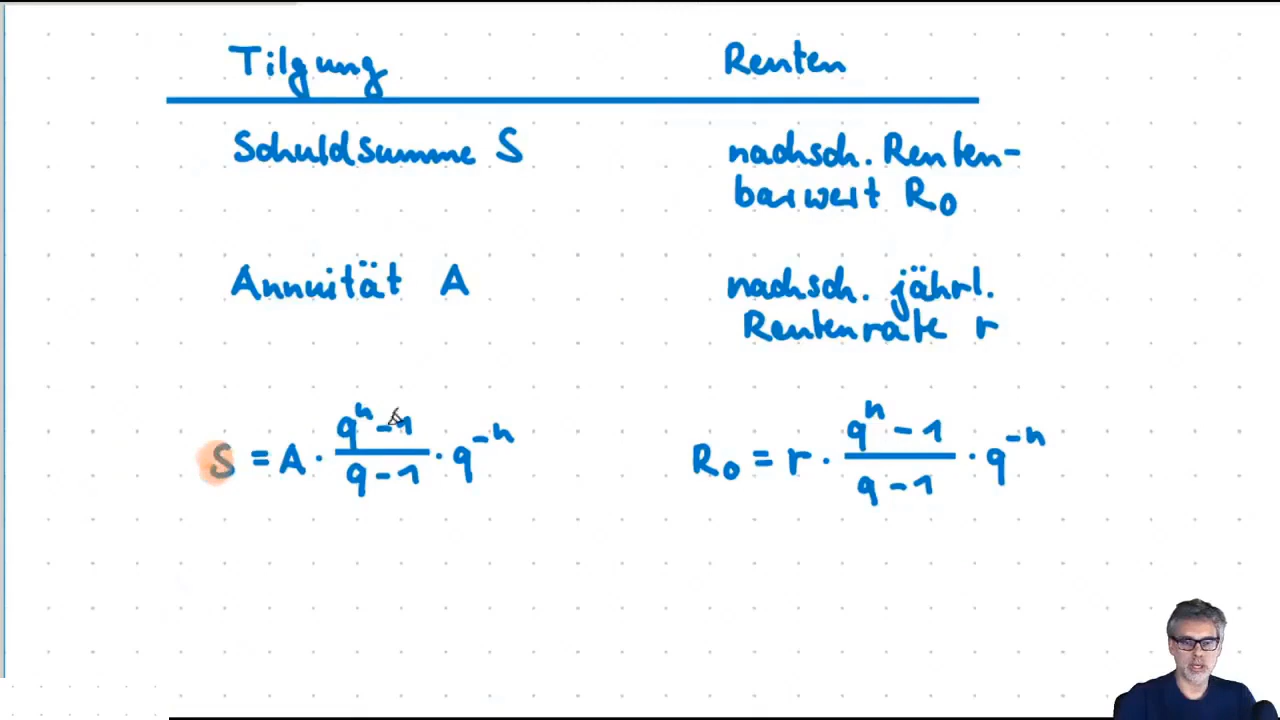 Tilgung Renten
Schuldsumme S nachsch. Renten-
barwert R₀
Annuität A nachsch. jährl.
Rentenrate r
S = A · (qⁿ - 1)/(q - 1) · q⁻ⁿ R₀ = r · (qⁿ - 1)/(q - 1) · q⁻ⁿ